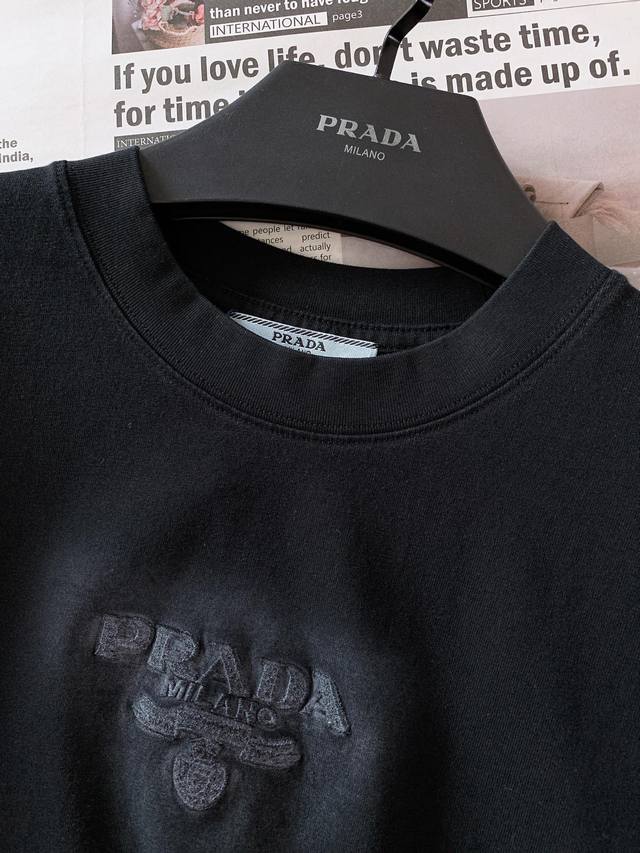 than never to have
INTERNATIONAL page3
SPORTS
If you love life, don't waste time,
for time is made up of.
the
India,
PRADA
MILANO
people let
predict
actually
for
PRADA
PRADA
MILANO